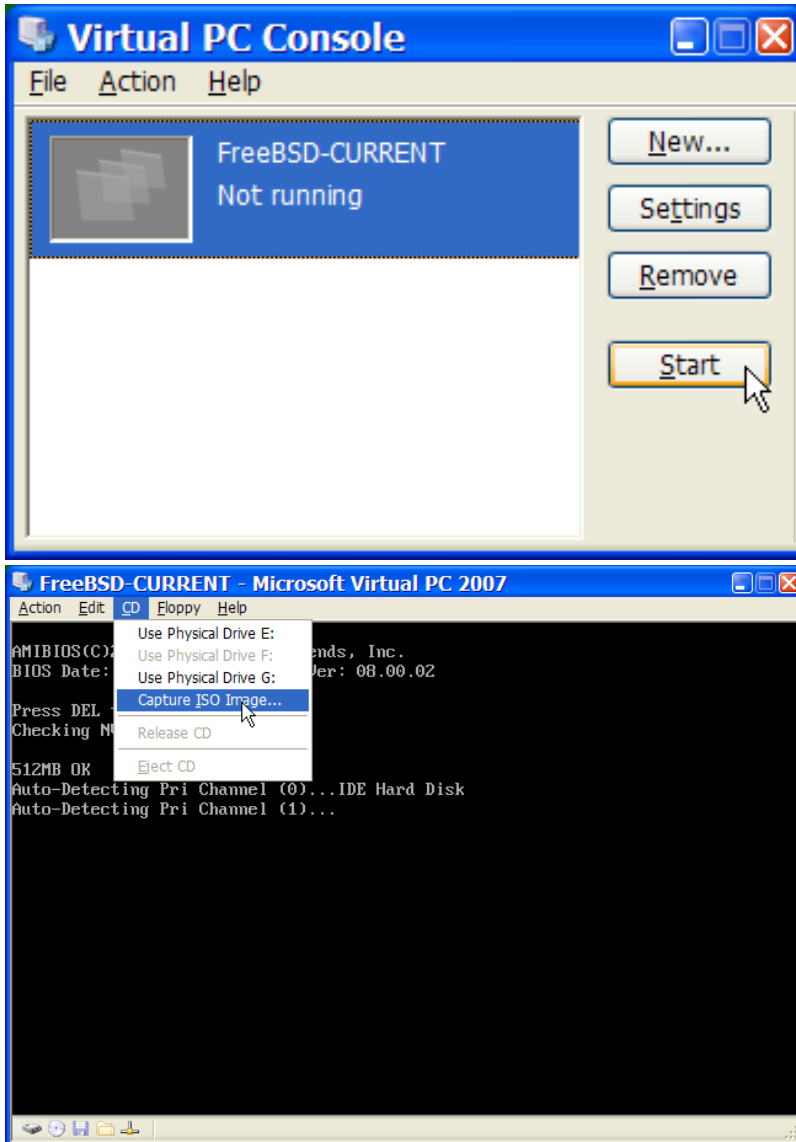 Virtual PC Console
File Action Help
FreeBSD-CURRENT
Not running
New...
Settings
Remove
Start
FreeBSD-CURRENT - Microsoft Virtual PC 2007
Action Edit CD Floppy Help
Use Physical Drive E:
Use Physical Drive F:
Use Physical Drive G:
Capture ISO Image...
Release CD
Eject CD
AMIBIOS(C) , Inc.
BIOS Date: Ver: 08.00.02
Press DEL
Checking
512MB OK
Auto-Detecting Pri Channel (0)...IDE Hard Disk
Auto-Detecting Pri Channel (1)...